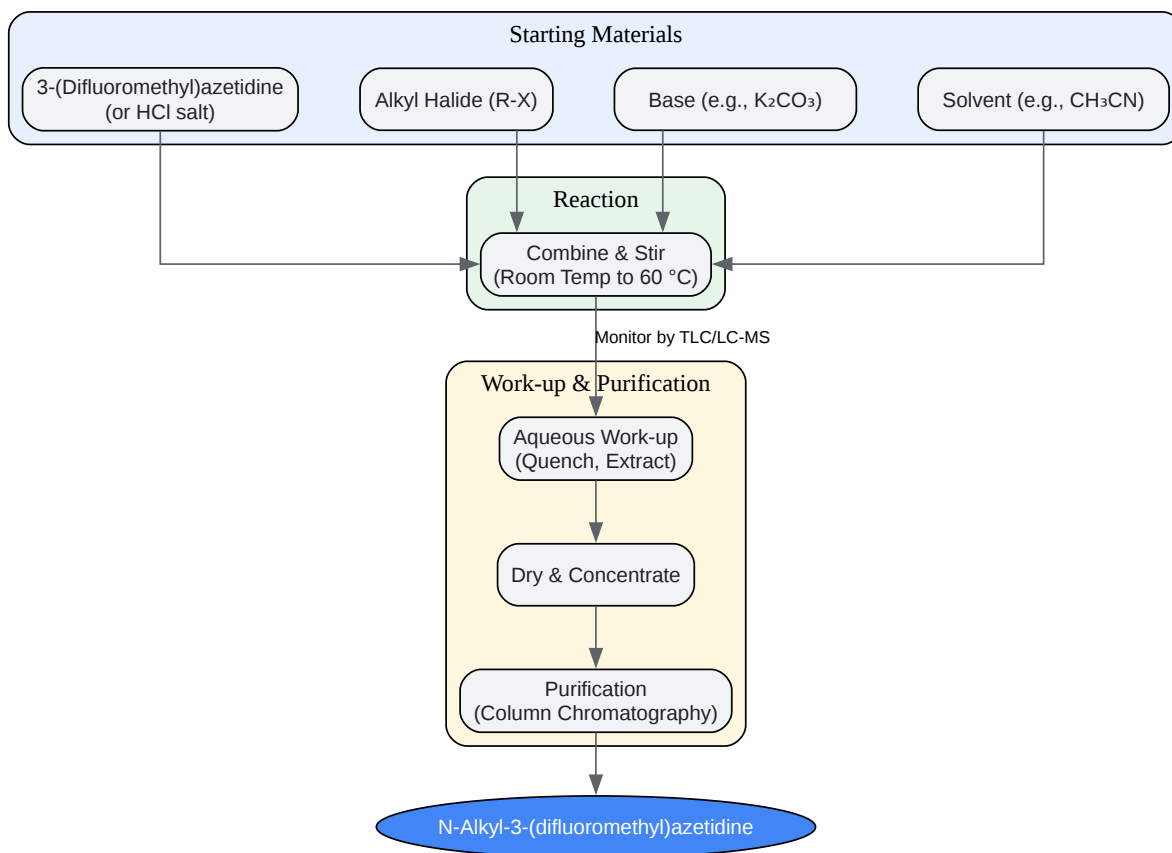 Starting Materials
3-(Difluoromethyl)azetidine
(or HCl salt)
Alkyl Halide (R-X)
Base (e.g., K₂CO₃)
Solvent (e.g., CH₃CN)
Reaction
Combine & Stir
(Room Temp to 60 °C)
Monitor by TLC/LC-MS
Work-up & Purification
Aqueous Work-up
(Quench, Extract)
Dry & Concentrate
Purification
(Column Chromatography)
N-Alkyl-3-(difluoromethyl)azetidine